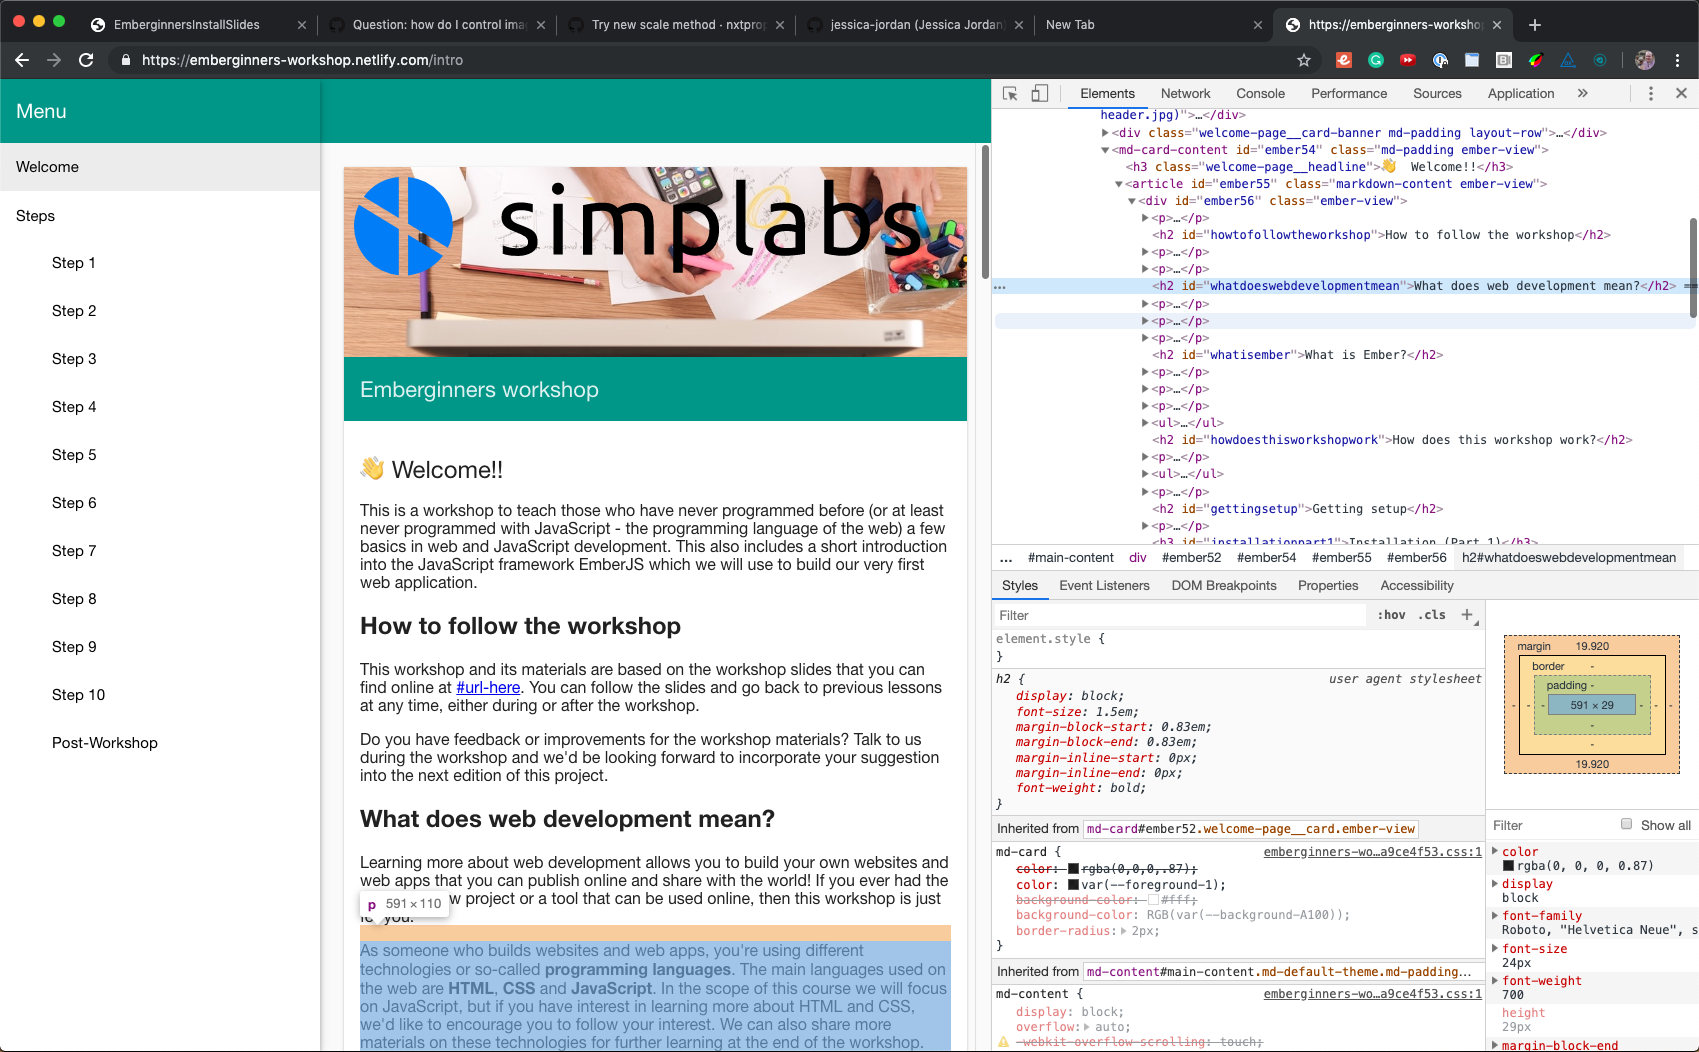 EmberginnersInstallSlides
Question: how do I control ima
Try new scale method · nxtprop
jessica-jordan (Jessica Jordan)
New Tab
https://emberginners-workshop
https://emberginners-workshop.netlify.com/intro
Menu
Welcome
Steps
Step 1
Step 2
Step 3
Step 4
Step 5
Step 6
Step 7
Step 8
Step 9
Step 10
Post-Workshop
simplabs
Emberginners workshop
👋 Welcome!!
This is a workshop to teach those who have never programmed before (or at least
never programmed with JavaScript - the programming language of the web) a few
basics in web and JavaScript development. This also includes a short introduction
into the JavaScript framework EmberJS which we will use to build our very first
web application.
How to follow the workshop
This workshop and its materials are based on the workshop slides that you can
find online at #url-here. You can follow the slides and go back to previous lessons
at any time, either during or after the workshop.
Do you have feedback or improvements for the workshop materials? Talk to us
during the workshop and we'd be looking forward to incorporate your suggestion
into the next edition of this project.
What does web development mean?
Learning more about web development allows you to build your own websites and
web apps that you can publish online and share with the world! If you ever had the
w project or a tool that can be used online, then this workshop is just
you.
p 591 × 110
As someone who builds websites and web apps, you're using different
technologies or so-called programming languages. The main languages used on
the web are HTML, CSS and JavaScript. In the scope of this course we will focus
on JavaScript, but if you have interest in learning more about HTML and CSS,
we'd like to encourage you to follow your interest. We can also share more
materials on these technologies for further learning at the end of the workshop.
Elements Network Console Performance Sources Application »
header.jpg)">…</div>
<div class="welcome-page__card-banner md-padding layout-row">…</div>
<md-card-content id="ember54" class="md-padding ember-view">
<h3 class="welcome-page__headline">👋 Welcome!!</h3>
<article id="ember55" class="markdown-content ember-view">
<div id="ember56" class="ember-view">
<p>…</p>
<h2 id="howtofollowtheworkshop">How to follow the workshop</h2>
<p>…</p>
<p>…</p>
… <h2 id="whatdoeswebdevelopmentmean">What does web development mean?</h2> ==
<p>…</p>
<p>…</p>
<p>…</p>
<h2 id="whatisember">What is Ember?</h2>
<p>…</p>
<p>…</p>
<p>…</p>
<ul>…</ul>
<h2 id="howdoesthisworkshopwork">How does this workshop work?</h2>
<p>…</p>
<ul>…</ul>
<p>…</p>
<h2 id="gettingsetup">Getting setup</h2>
<p>…</p>
<h3 id="installationpart1">Installation (Part 1)</h3>
… #main-content div #ember52 #ember54 #ember55 #ember56 h2#whatdoeswebdevelopmentmean
Styles Event Listeners DOM Breakpoints Properties Accessibility
Filter :hov .cls +
element.style {
}
h2 { user agent stylesheet
display: block;
font-size: 1.5em;
margin-block-start: 0.83em;
margin-block-end: 0.83em;
margin-inline-start: 0px;
margin-inline-end: 0px;
font-weight: bold;
}
Inherited from md-card#ember52.welcome-page__card.ember-view
md-card { emberginners-wo…a9ce4f53.css:1
color: rgba(0,0,0,.87);
color: var(--foreground-1);
background-color: #fff;
background-color: RGB(var(--background-A100));
border-radius: 2px;
}
Inherited from md-content#main-content.md-default-theme.md-padding…
md-content { emberginners-wo…a9ce4f53.css:1
display: block;
overflow: auto;
-webkit-overflow-scrolling: touch;
margin 19.920
border -
padding -
- - - 591 × 29 - - -
-
-
19.920
Filter Show all
color
rgba(0, 0, 0, 0.87)
display
block
font-family
Roboto, "Helvetica Neue", s
font-size
24px
font-weight
700
height
29px
margin-block-end